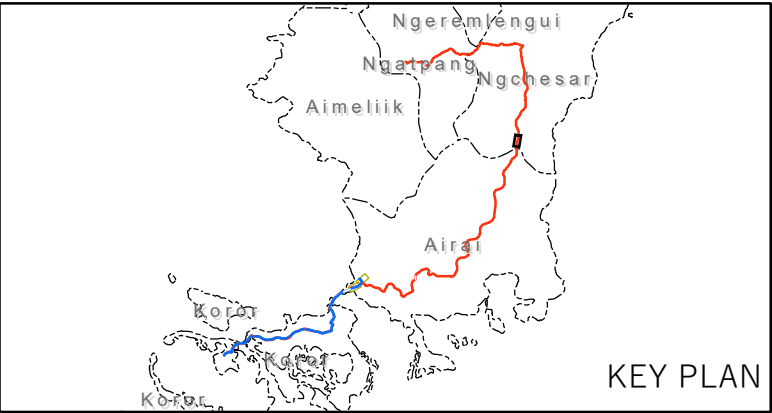 Ngeremlengui
Ngatpang
Ngchesar
Aimeliik
Airai
Koror
Koror
KEY PLAN
Koror